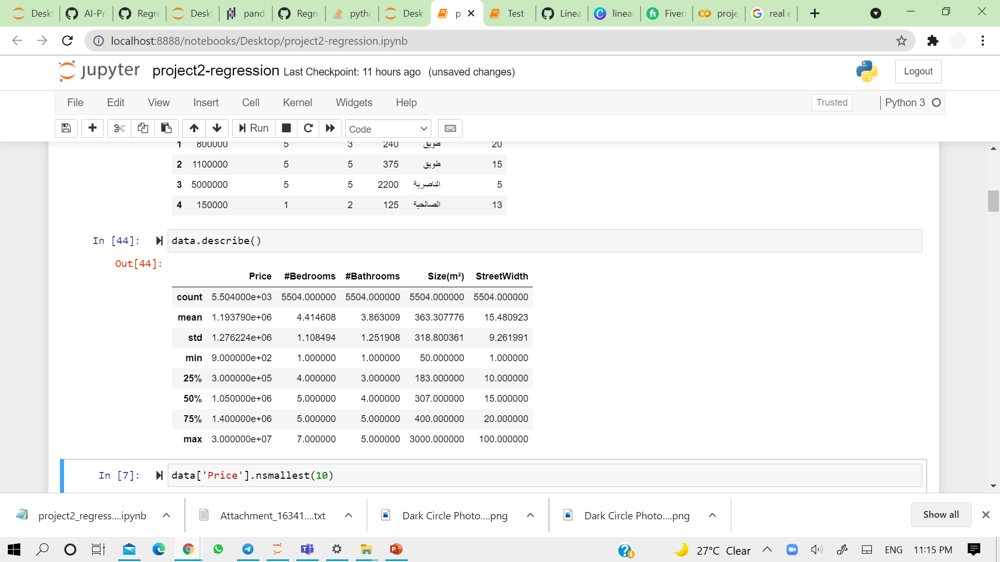 Desk AI-Pr Regre Desk pand Regre pytho Desk p Test - Linea linear Fiverr proje real e
localhost:8888/notebooks/Desktop/project2-regression.ipynb
jupyter project2-regression Last Checkpoint: 11 hours ago (unsaved changes) Logout
File Edit View Insert Cell Kernel Widgets Help Trusted Python 3
Run Code
1 800000 5 3 240 طويق 20
2 1100000 5 5 375 طويق 15
3 5000000 5 5 2200 الناصرية 5
4 150000 1 2 125 الصالحية 13
In [44]: data.describe()
Out[44]:
Price #Bedrooms #Bathrooms Size(m²) StreetWidth
count 5.504000e+03 5504.000000 5504.000000 5504.000000 5504.000000
mean 1.193790e+06 4.414608 3.863009 363.307776 15.480923
std 1.276224e+06 1.108494 1.251908 318.800361 9.261991
min 9.000000e+02 1.000000 1.000000 50.000000 1.000000
25% 3.000000e+05 4.000000 3.000000 183.000000 10.000000
50% 1.050000e+06 5.000000 4.000000 307.000000 15.000000
75% 1.400000e+06 5.000000 5.000000 400.000000 20.000000
max 3.000000e+07 7.000000 5.000000 3000.000000 100.000000
In [7]: data['Price'].nsmallest(10)
project2_regress....ipynb Attachment_16341....txt Dark Circle Photo....png Dark Circle Photo....png Show all
27°C Clear ENG 11:15 PM